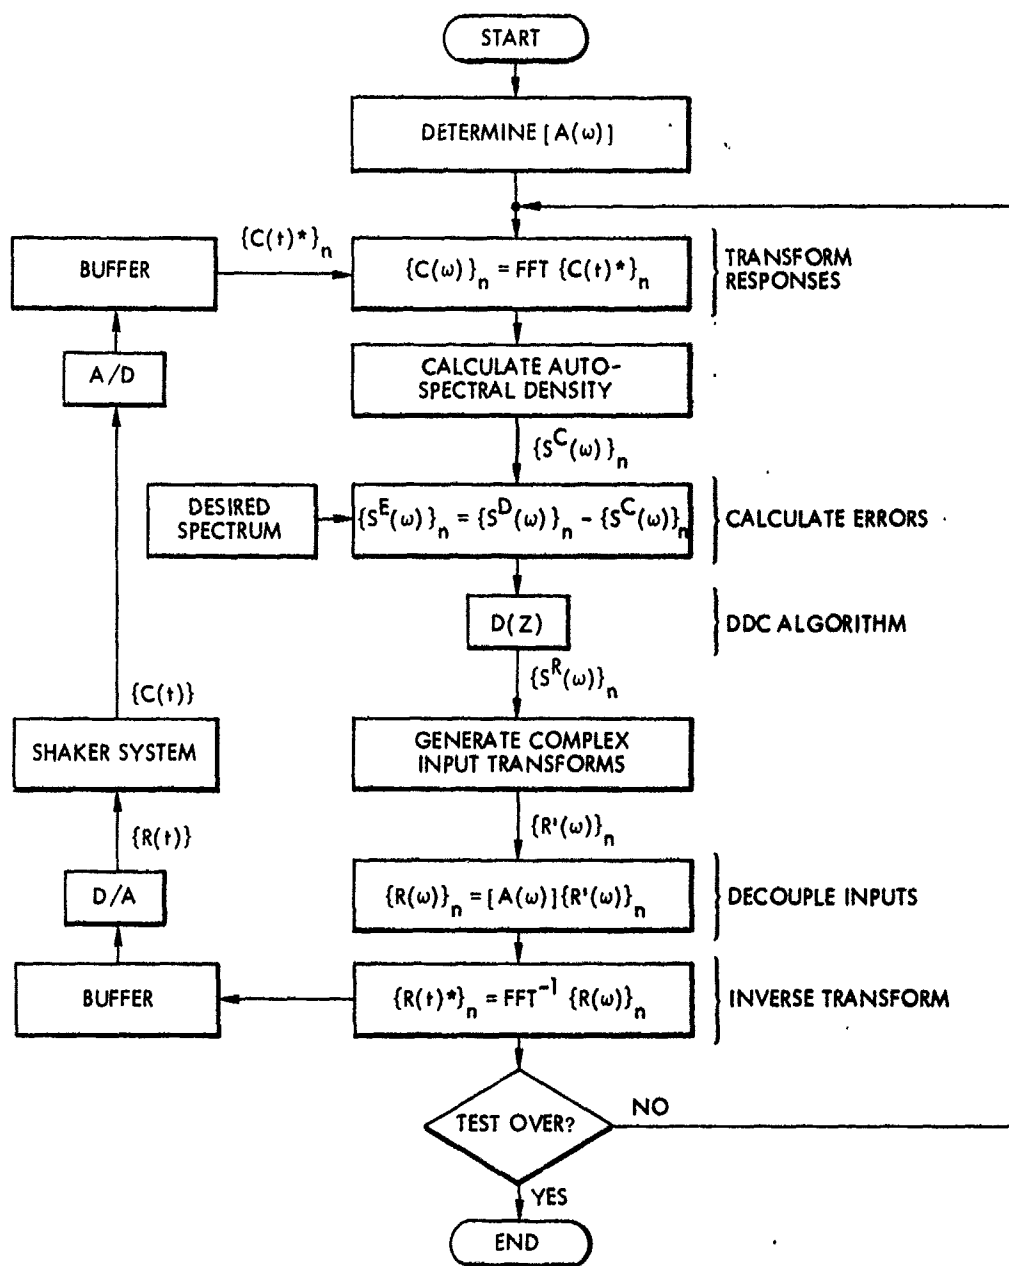 START
DETERMINE [A(ω)]
{C(t)*}n
BUFFER
{C(ω)}n = FFT {C(t)*}n
TRANSFORM
RESPONSES
A/D
CALCULATE AUTO-
SPECTRAL DENSITY
{S^C(ω)}n
DESIRED
SPECTRUM
{S^E(ω)}n = {S^D(ω)}n - {S^C(ω)}n
CALCULATE ERRORS
D(Z)
DDC ALGORITHM
{S^R(ω)}n
{C(t)}
SHAKER SYSTEM
GENERATE COMPLEX
INPUT TRANSFORMS
{R(t)}
{R'(ω)}n
D/A
{R(ω)}n = [A(ω)]{R'(ω)}n
DECOUPLE INPUTS
BUFFER
{R(t)*}n = FFT^-1 {R(ω)}n
INVERSE TRANSFORM
TEST OVER?
NO
YES
END